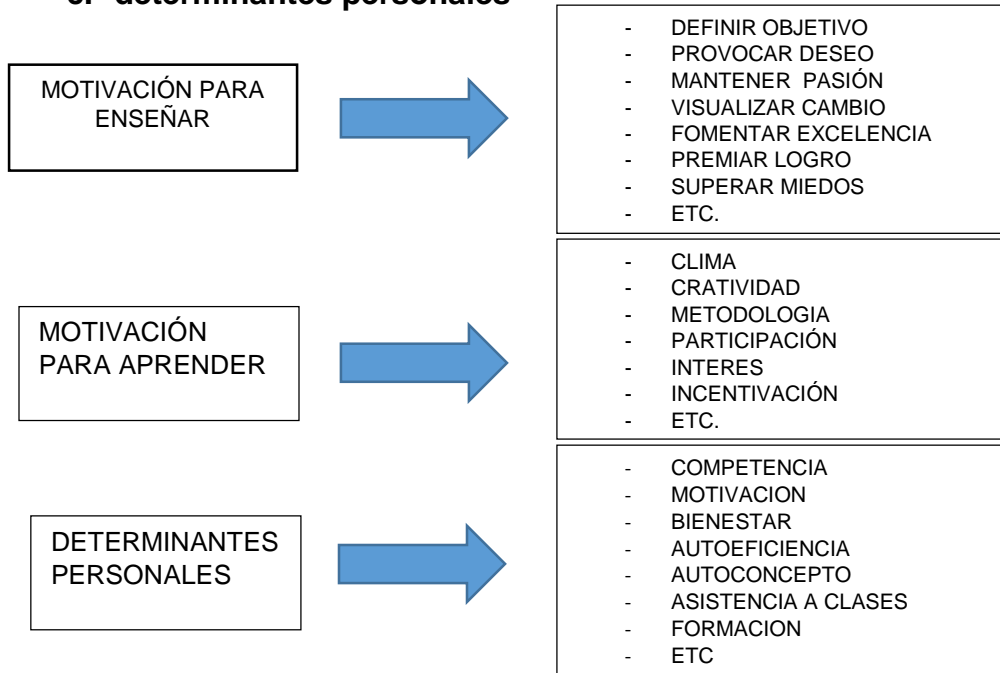 determinantes personales
MOTIVACIÓN PARA
ENSEÑAR
- DEFINIR OBJETIVO
- PROVOCAR DESEO
- MANTENER PASIÓN
- VISUALIZAR CAMBIO
- FOMENTAR EXCELENCIA
- PREMIAR LOGRO
- SUPERAR MIEDOS
- ETC.
MOTIVACIÓN
PARA APRENDER
- CLIMA
- CRATIVIDAD
- METODOLOGIA
- PARTICIPACIÓN
- INTERES
- INCENTIVACIÓN
- ETC.
DETERMINANTES
PERSONALES
- COMPETENCIA
- MOTIVACION
- BIENESTAR
- AUTOEFICIENCIA
- AUTOCONCEPTO
- ASISTENCIA A CLASES
- FORMACION
- ETC